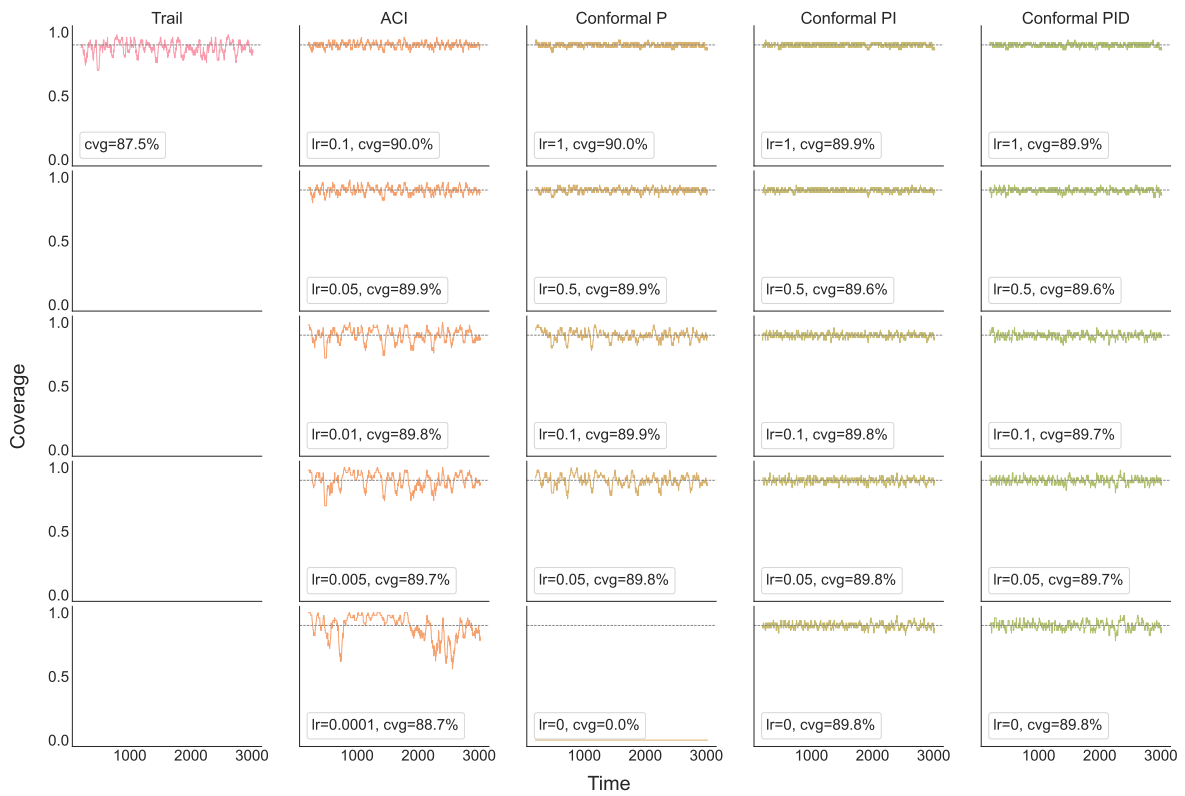 Trail ACI Conformal P Conformal PI Conformal PID
1.0
0.5
0.0
cvg=87.5% lr=0.1, cvg=90.0% lr=1, cvg=90.0% lr=1, cvg=89.9% lr=1, cvg=89.9%
1.0
0.5
0.0
lr=0.05, cvg=89.9% lr=0.5, cvg=89.9% lr=0.5, cvg=89.6% lr=0.5, cvg=89.6%
1.0
0.5
0.0
lr=0.01, cvg=89.8% lr=0.1, cvg=89.9% lr=0.1, cvg=89.8% lr=0.1, cvg=89.7%
1.0
0.5
0.0
lr=0.005, cvg=89.7% lr=0.05, cvg=89.8% lr=0.05, cvg=89.8% lr=0.05, cvg=89.7%
1.0
0.5
0.0
lr=0.0001, cvg=88.7% lr=0, cvg=0.0% lr=0, cvg=89.8% lr=0, cvg=89.8%
1000 2000 3000 1000 2000 3000 1000 2000 3000 1000 2000 3000 1000 2000 3000
Coverage
Time